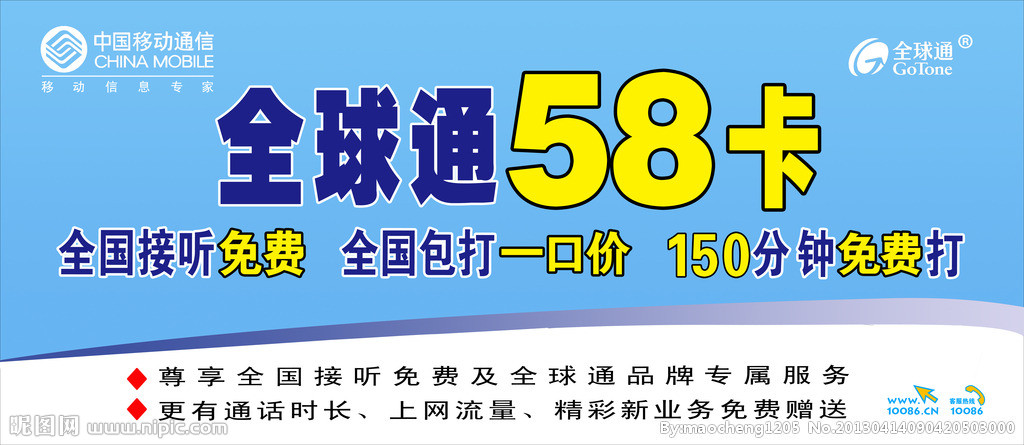 中国移动通信
CHINA MOBILE
移动信息专家
全球通®
GoTone
全球通58卡
全国接听免费 全国包打一口价 150分钟免费打
尊享全国接听免费及全球通品牌专属服务
更有通话时长、上网流量、精彩新业务免费赠送
www.
10086.CN
客服热线
10086
昵图网
www.nipic.com
By:maocheng1205 No.20130414090420503000